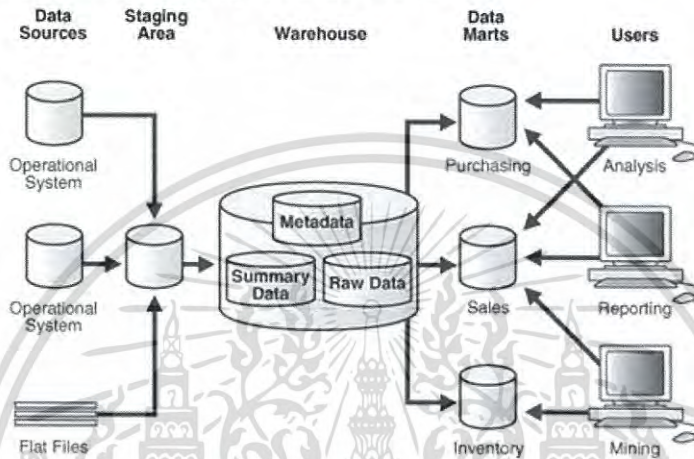 Data Sources
Staging Area
Warehouse
Data Marts
Users
Operational System
Purchasing
Analysis
Metadata
Summary Data
Raw Data
Operational System
Sales
Reporting
Flat Files
Inventory
Mining